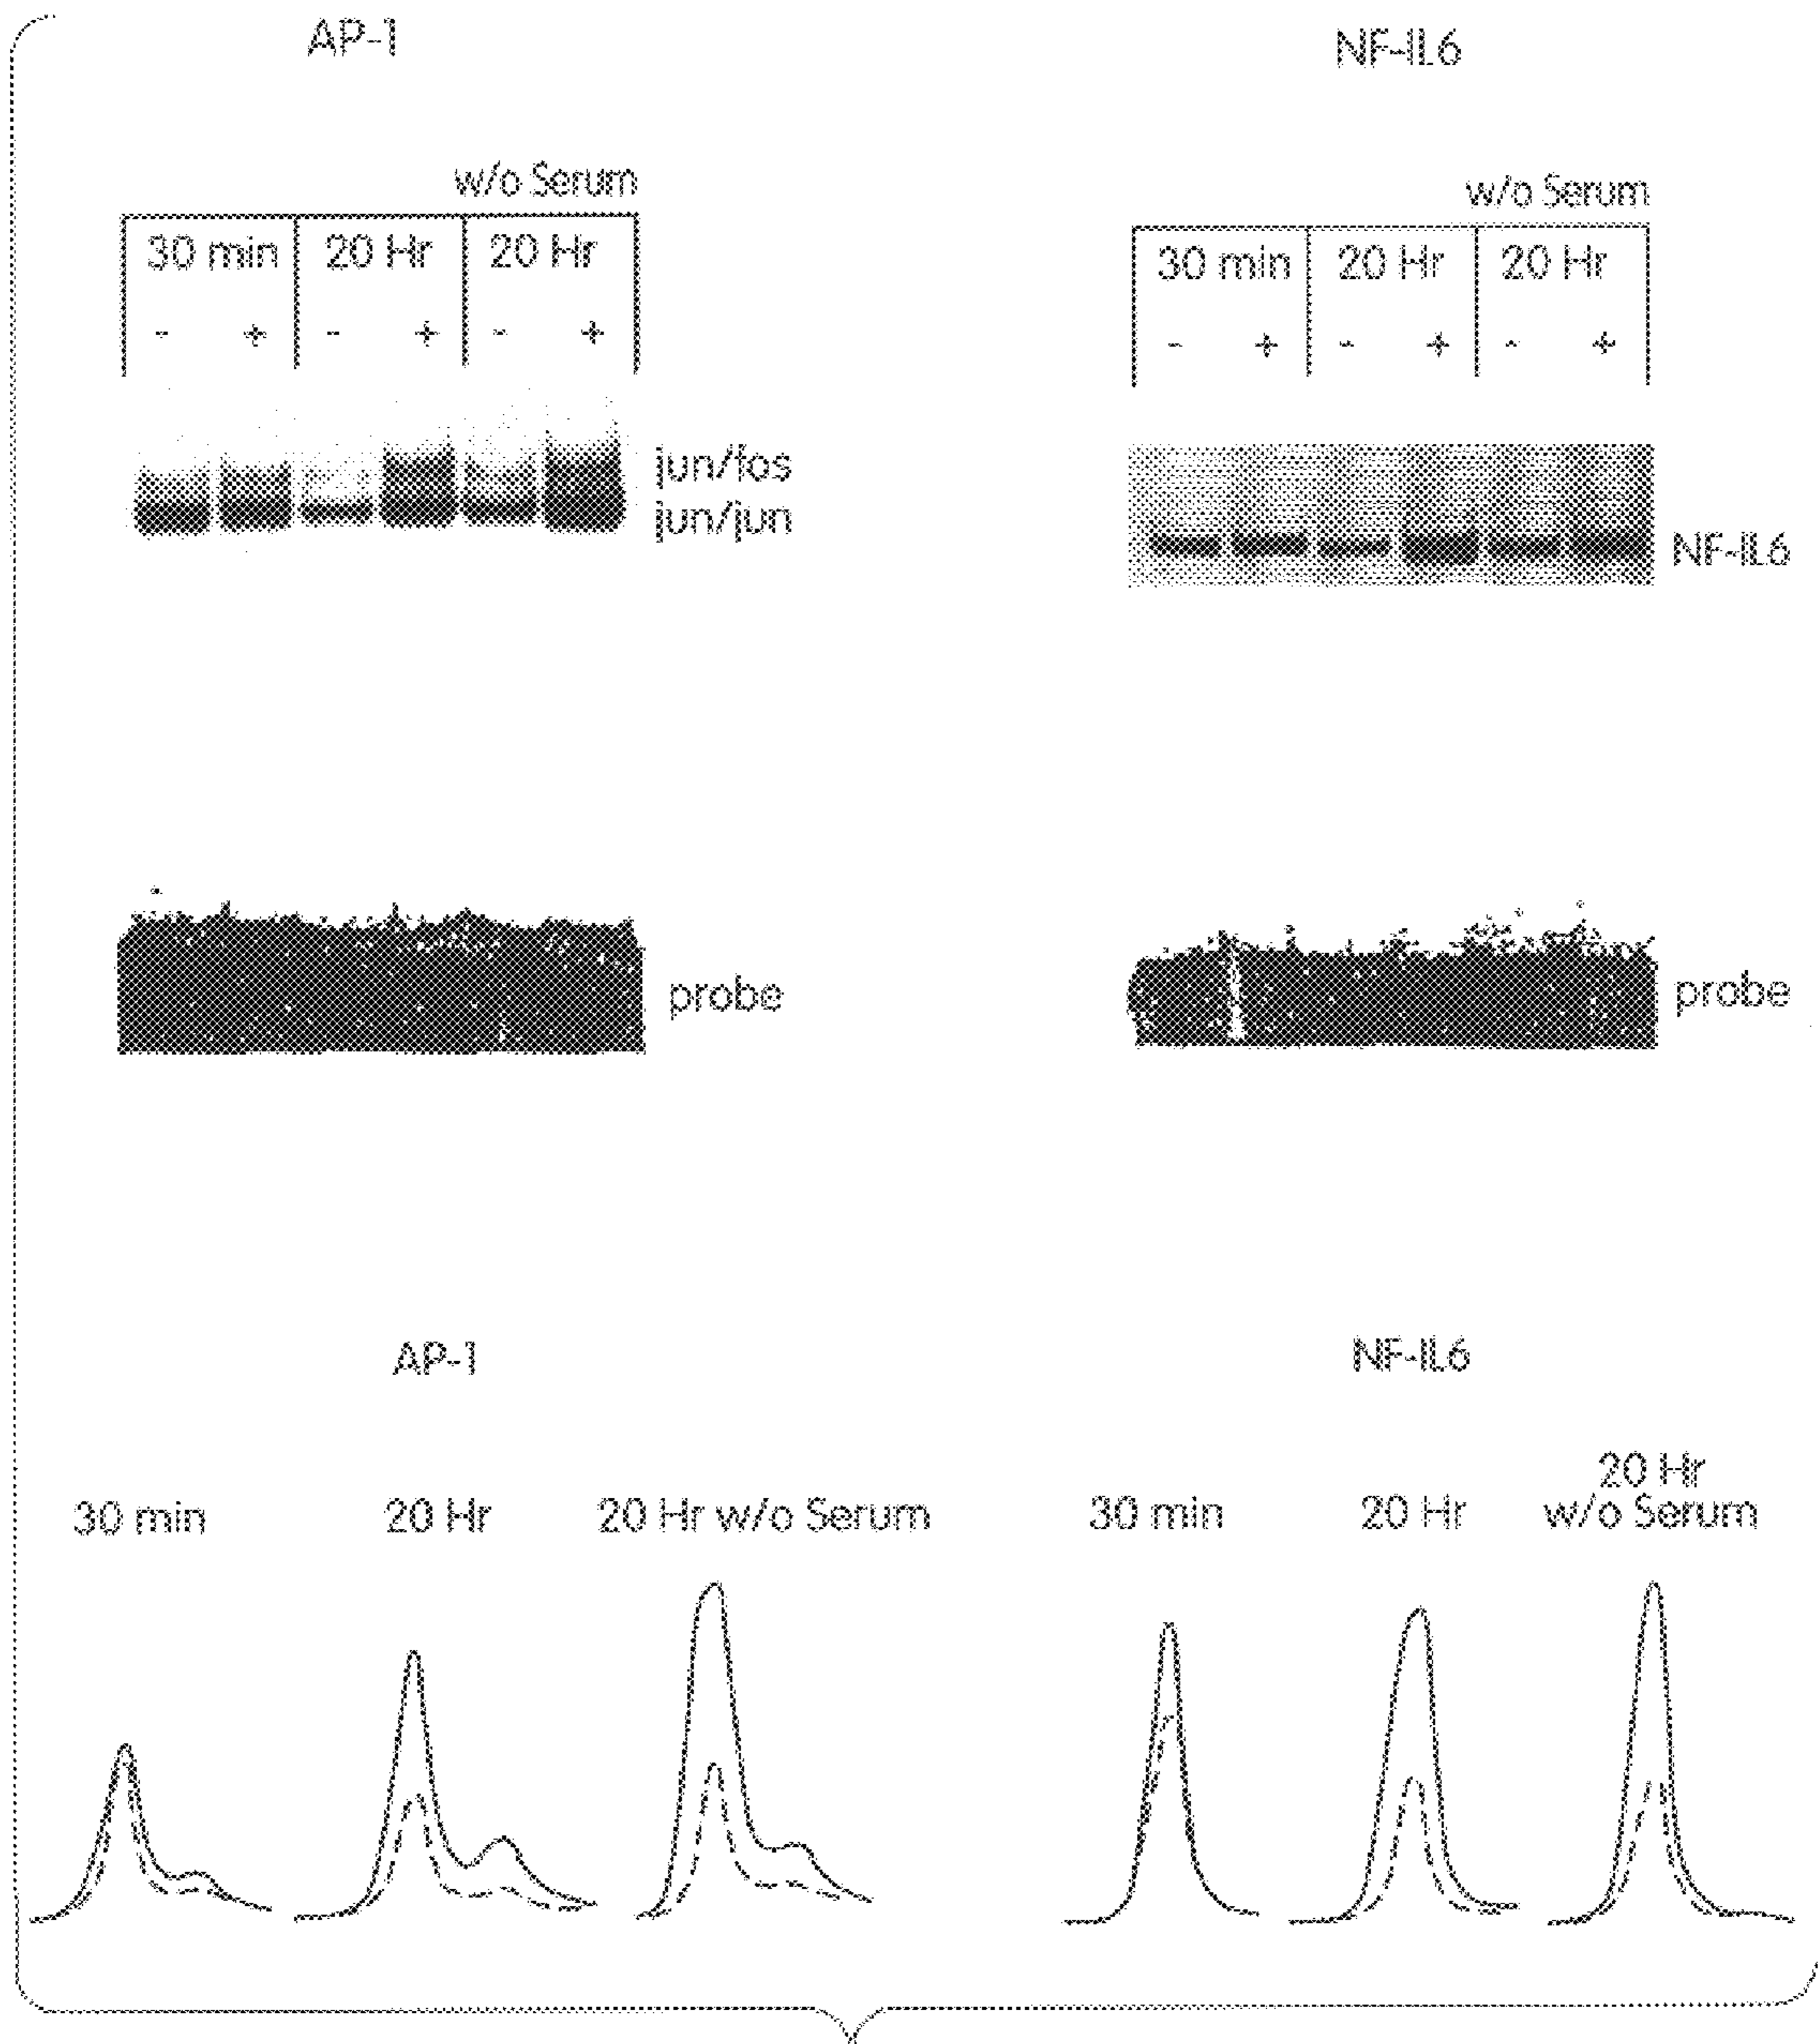 AP-1
w/o Serum
30 min 20 Hr 20 Hr
- + - + - +
jun/fos
jun/jun
probe
NF-IL6
w/o Serum
30 min 20 Hr 20 Hr
- + - + - +
NF-IL6
probe
AP-1
30 min 20 Hr 20 Hr w/o Serum
NF-IL6
30 min 20 Hr 20 Hr
w/o Serum